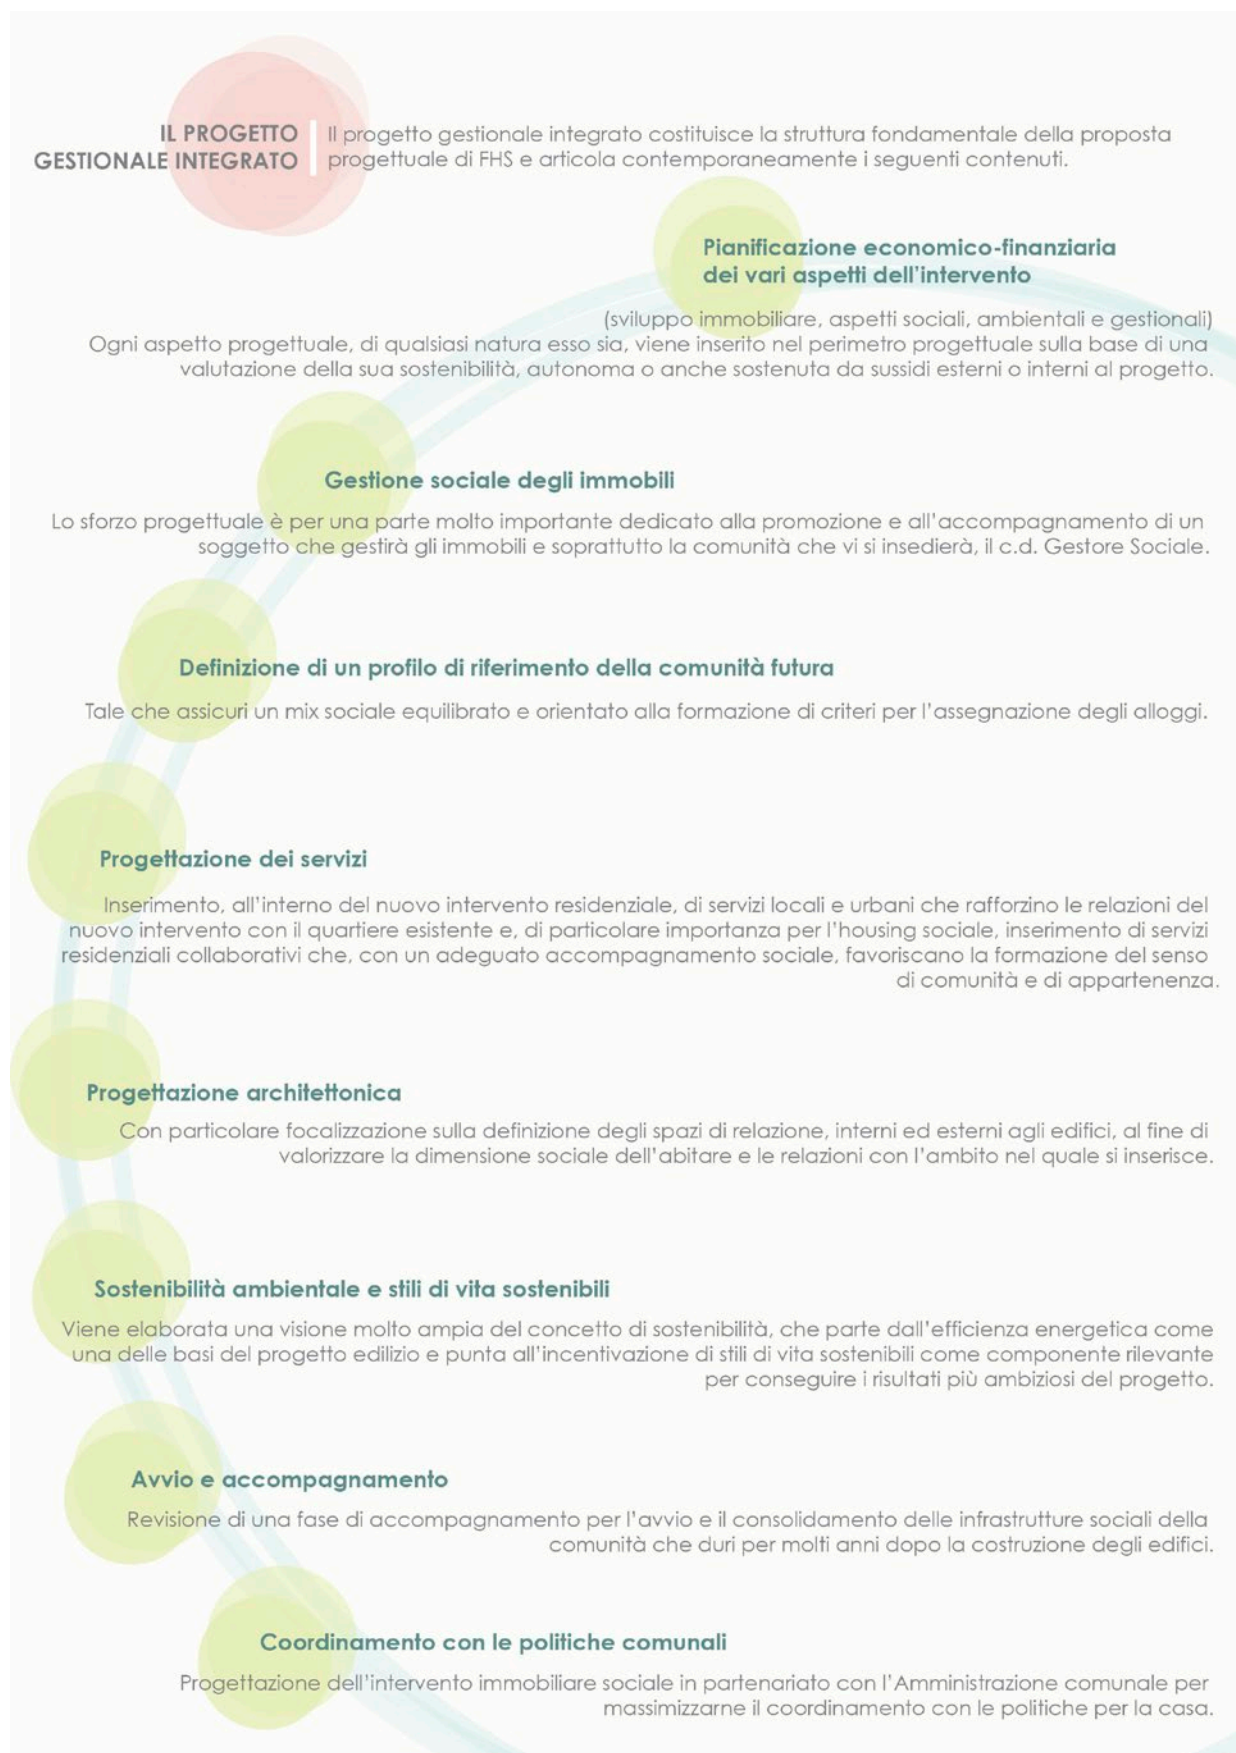 IL PROGETTO
GESTIONALE INTEGRATO
Il progetto gestionale integrato costituisce la struttura fondamentale della proposta
progettuale di FHS e articola contemporaneamente i seguenti contenuti.
Pianificazione economico-finanziaria
dei vari aspetti dell'intervento
(sviluppo immobiliare, aspetti sociali, ambientali e gestionali)
Ogni aspetto progettuale, di qualsiasi natura esso sia, viene inserito nel perimetro progettuale sulla base di una
valutazione della sua sostenibilità, autonoma o anche sostenuta da sussidi esterni o interni al progetto.
Gestione sociale degli immobili
Lo sforzo progettuale è per una parte molto importante dedicato alla promozione e all'accompagnamento di un
soggetto che gestirà gli immobili e soprattutto la comunità che vi si insedierà, il c.d. Gestore Sociale.
Definizione di un profilo di riferimento della comunità futura
Tale che assicuri un mix sociale equilibrato e orientato alla formazione di criteri per l'assegnazione degli alloggi.
Progettazione dei servizi
Inserimento, all'interno del nuovo intervento residenziale, di servizi locali e urbani che rafforzino le relazioni del
nuovo intervento con il quartiere esistente e, di particolare importanza per l'housing sociale, inserimento di servizi
residenziali collaborativi che, con un adeguato accompagnamento sociale, favoriscano la formazione del senso
di comunità e di appartenenza.
Progettazione architettonica
Con particolare focalizzazione sulla definizione degli spazi di relazione, interni ed esterni agli edifici, al fine di
valorizzare la dimensione sociale dell'abitare e le relazioni con l'ambito nel quale si inserisce.
Sostenibilità ambientale e stili di vita sostenibili
Viene elaborata una visione molto ampia del concetto di sostenibilità, che parte dall'efficienza energetica come
una delle basi del progetto edilizio e punta all'incentivazione di stili di vita sostenibili come componente rilevante
per conseguire i risultati più ambiziosi del progetto.
Avvio e accompagnamento
Revisione di una fase di accompagnamento per l'avvio e il consolidamento delle infrastrutture sociali della
comunità che duri per molti anni dopo la costruzione degli edifici.
Coordinamento con le politiche comunali
Progettazione dell'intervento immobiliare sociale in partenariato con l'Amministrazione comunale per
massimizzarne il coordinamento con le politiche per la casa.